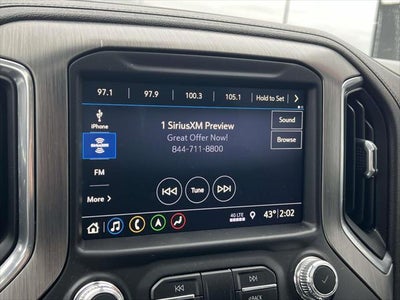 97.1 97.9 100.3 105.1 Hold to Set
iPhone
1 SiriusXM Preview
Sound
Great Offer Now!
Browse
844-711-8800
FM
Tune
More
4G LTE 43° 2:02